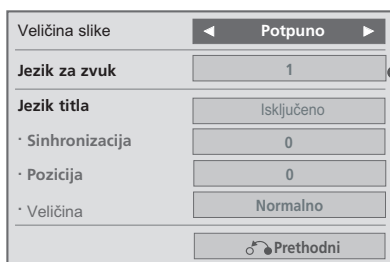 Veličina slike ◄ Potpuno ►
Jezik za zvuk 1
Jezik titla Isključeno
· Sinhronizacija 0
· Pozicija 0
· Veličina Normalno
Prethodni